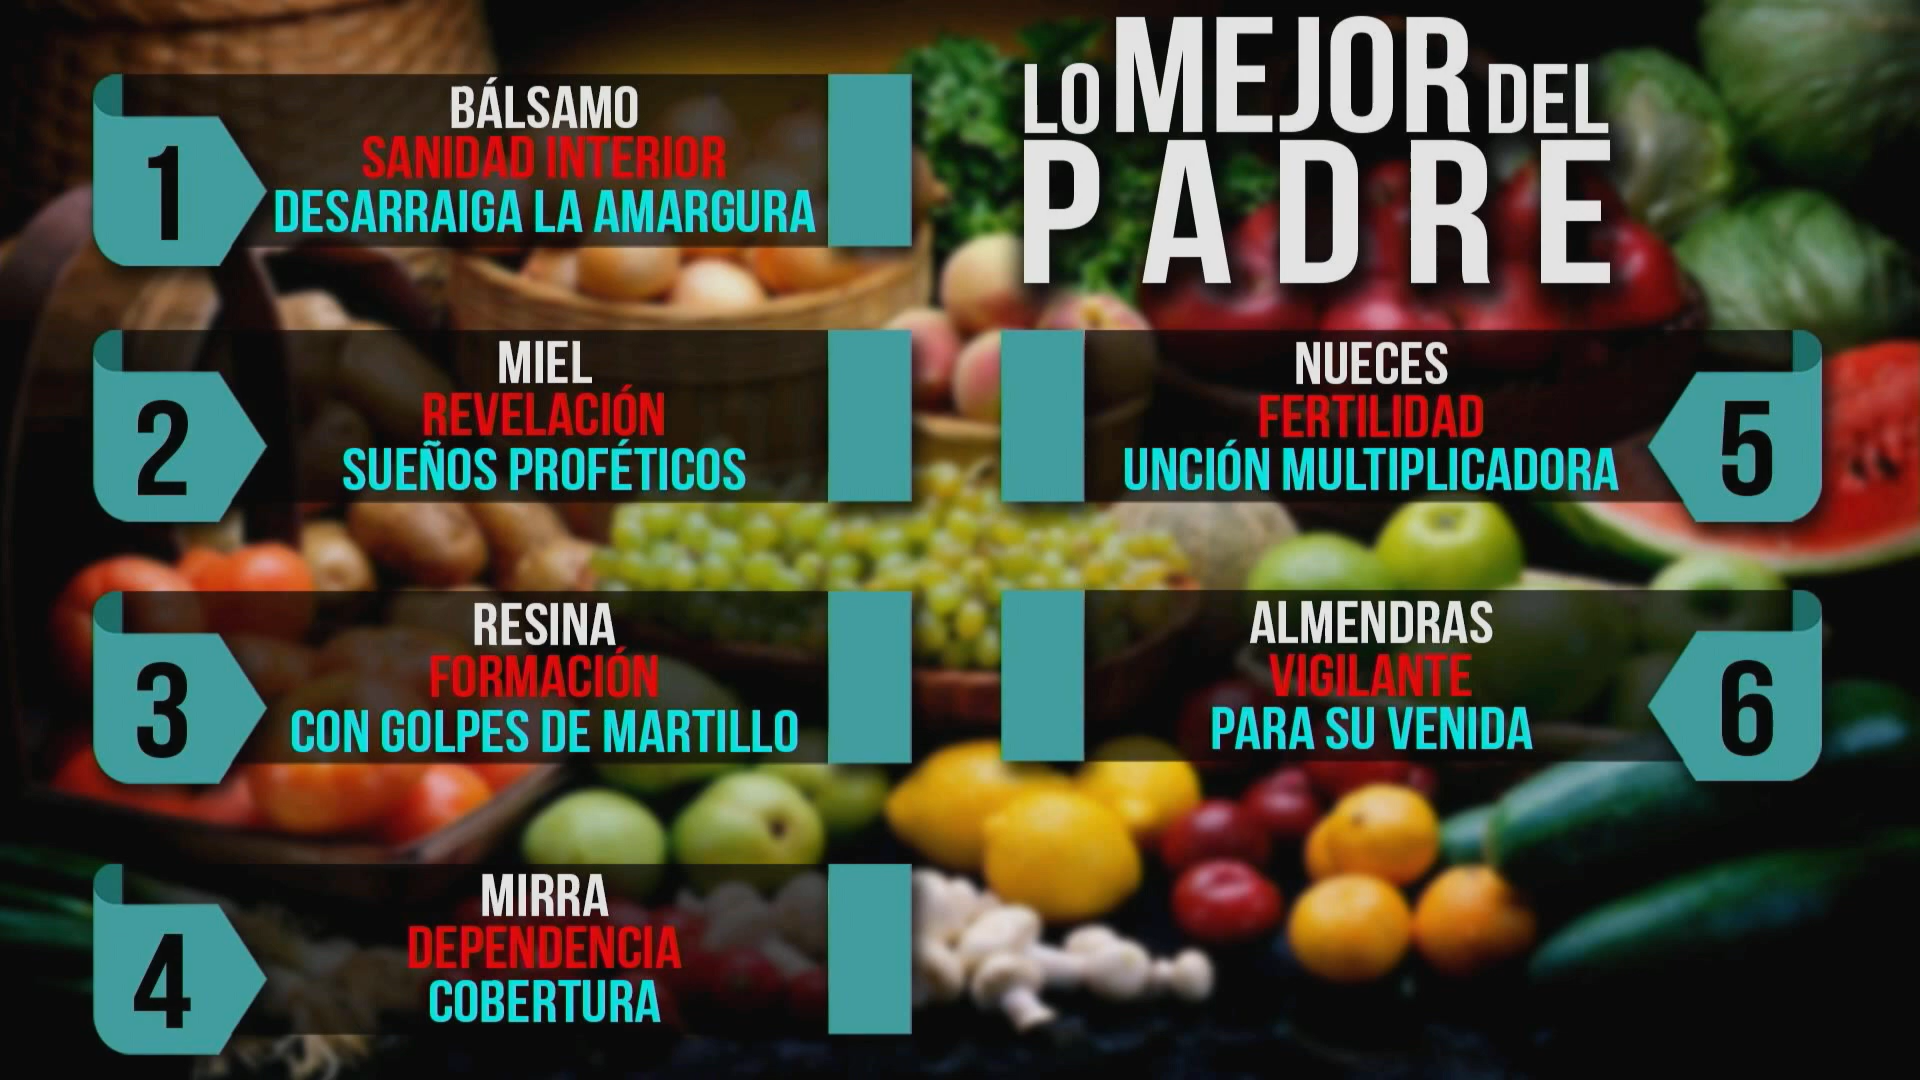 LO MEJOR DEL
PADRE
1
BÁLSAMO
SANIDAD INTERIOR
DESARRAIGA LA AMARGURA
2
MIEL
REVELACIÓN
SUEÑOS PROFÉTICOS
3
RESINA
FORMACIÓN
CON GOLPES DE MARTILLO
4
MIRRA
DEPENDENCIA
COBERTURA
5
NUECES
FERTILIDAD
UNCIÓN MULTIPLICADORA
6
ALMENDRAS
VIGILANTE
PARA SU VENIDA